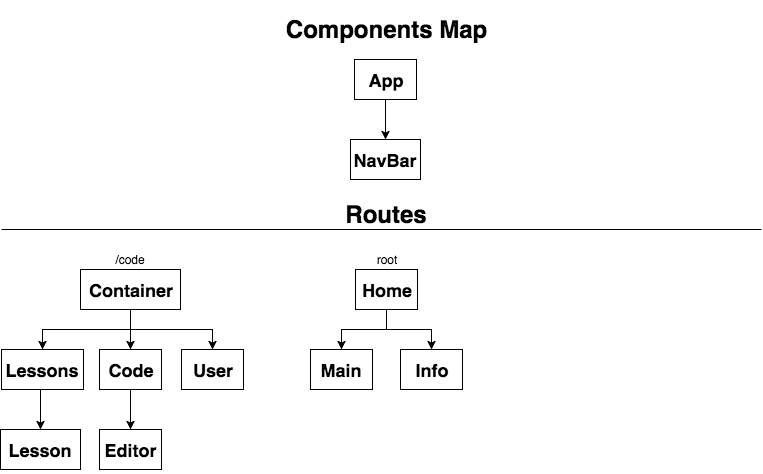 Components Map
App
NavBar
Routes
/code
root
Container
Home
Lessons
Code
User
Main
Info
Lesson
Editor